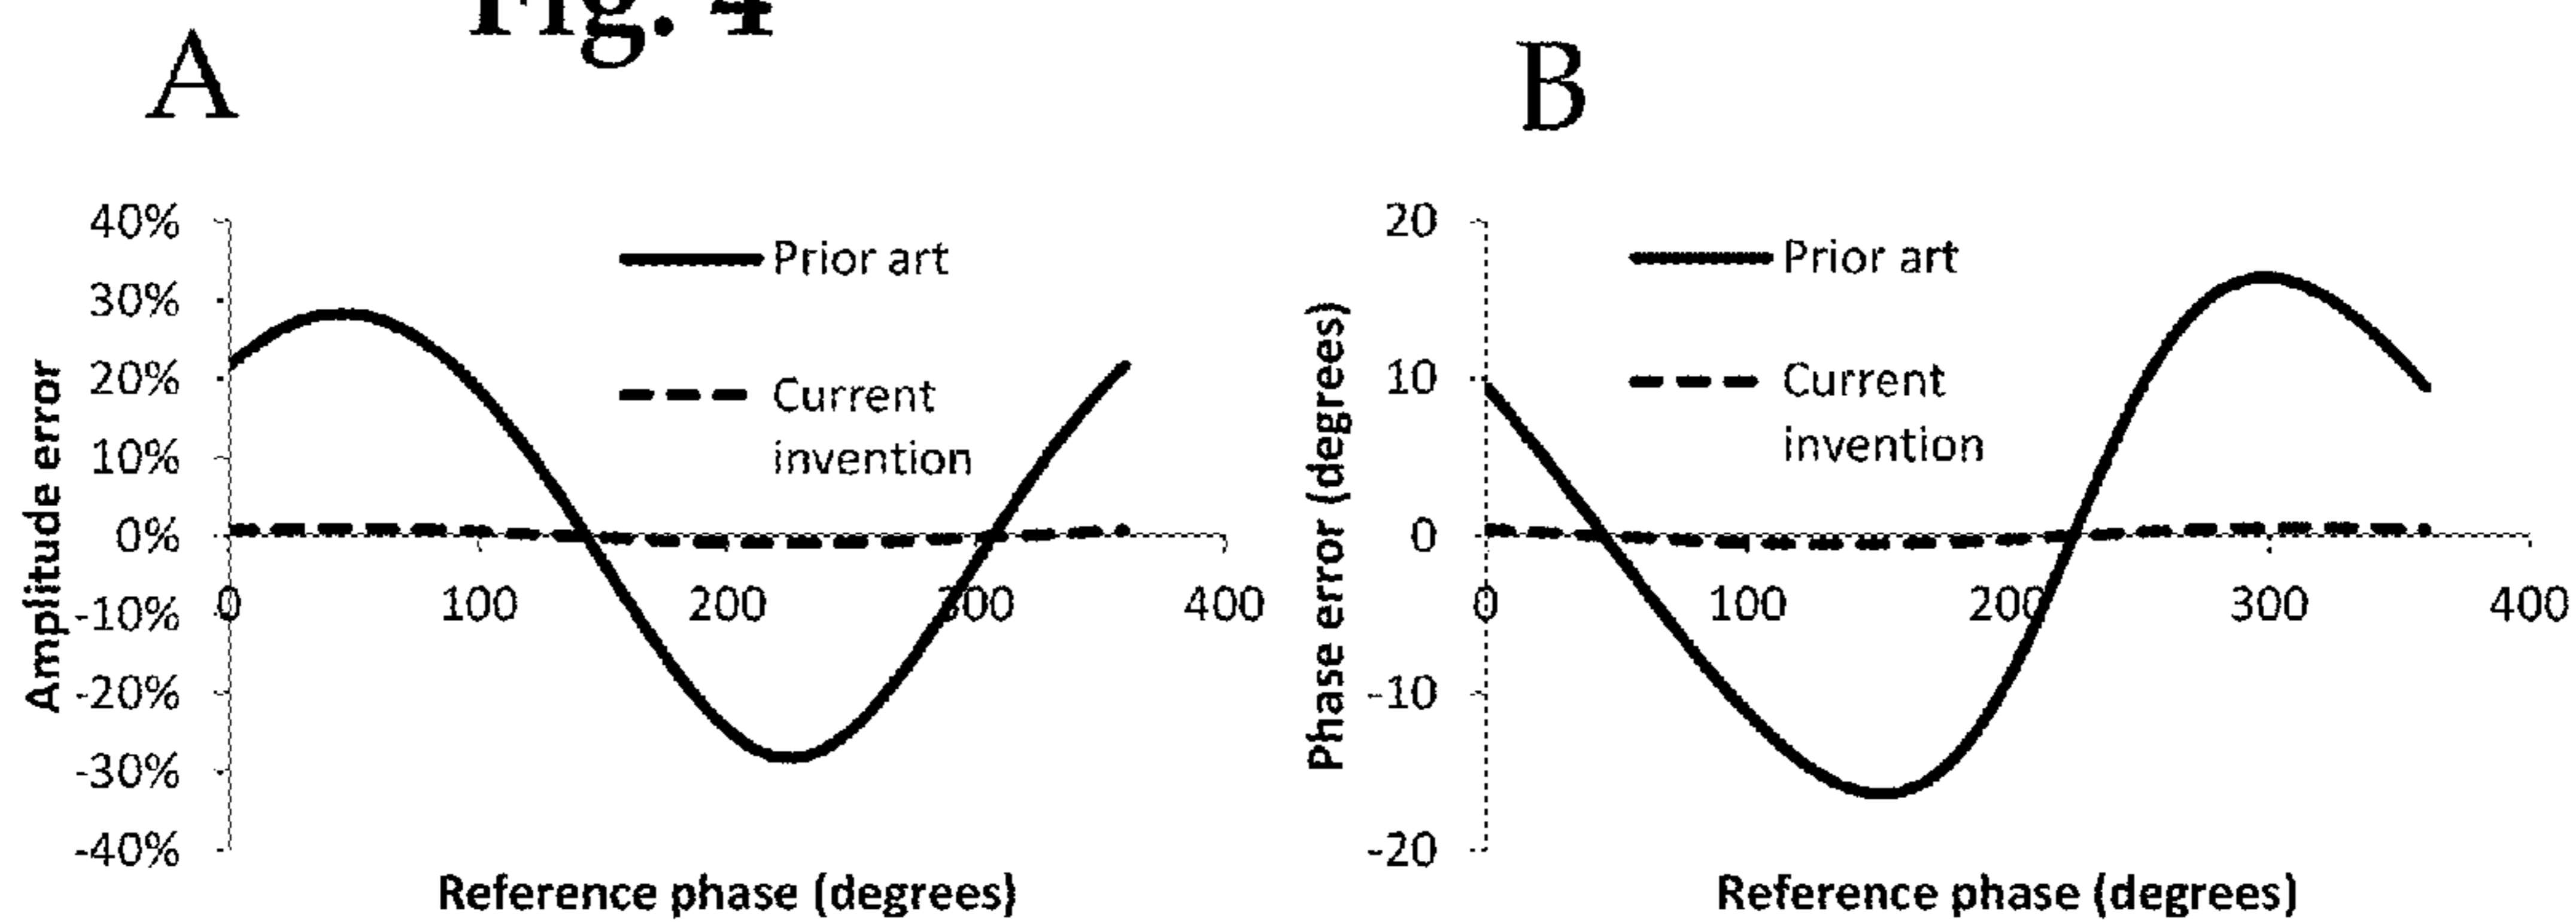 Fig. 4
A
40%
30%
20%
10%
0%
-10%
-20%
-30%
-40%
Amplitude error
Prior art
Current
invention
0
100
200
300
400
Reference phase (degrees)
B
20
10
0
-10
-20
Phase error (degrees)
Prior art
Current
invention
0
100
200
300
400
Reference phase (degrees)